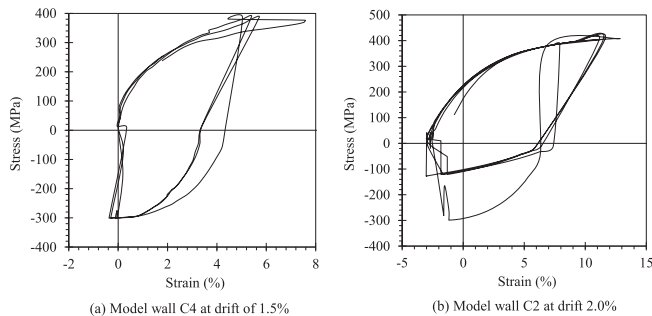 400
300
200
100
0
-100
-200
-300
-400
Stress (MPa)
-2 0 2 4 6 8
Strain (%)
(a) Model wall C4 at drift of 1.5%
500
400
300
200
100
0
-100
-200
-300
-400
Stress (MPa)
-5 0 5 10 15
Strain (%)
(b) Model wall C2 at drift 2.0%